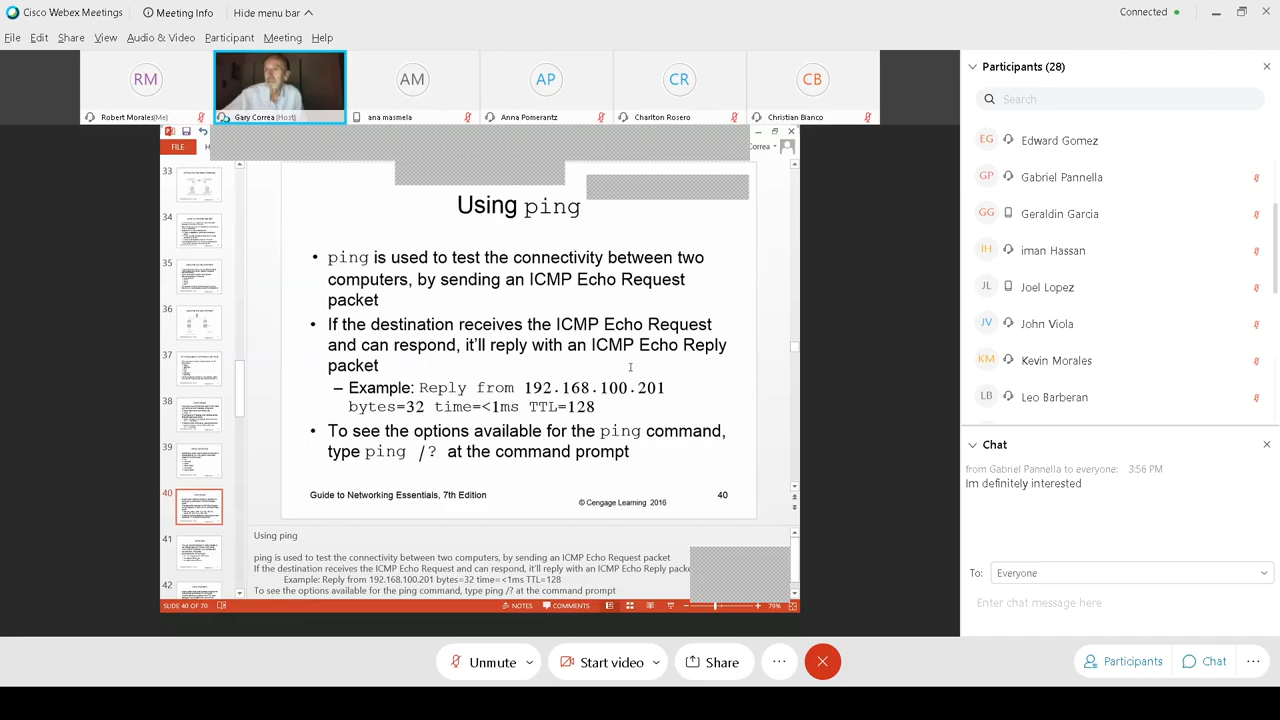 Cisco Webex Meetings
Meeting Info
Hide menu bar
Connected
File Edit Share View Audio & Video Participant Meeting Help
RM
AM
AP
CR
CB
Robert Morales(Me)
Gary Correa (Host)
ana masmela
Anna Pomerantz
Charlton Rosero
Christian Bianco
FILE
H
Correa
33
34
35
36
37
38
39
40
41
42
Using ping
• ping is used to test the connectivity between two
computers, by sending an ICMP Echo Request
packet
• If the destination receives the ICMP Echo Request
and can respond, it'll reply with an ICMP Echo Reply
packet
– Example: Reply from 192.168.100.201
bytes=32 time=<1ms TTL=128
• To see the options available for the ping command,
type ping /? at the command prompt
Guide to Networking Essentials, 7th Edition
© Cengage Learning 2016
40
Using ping
ping is used to test the connectivity between two computers, by sending an ICMP Echo Request packet
If the destination receives the ICMP Echo Request and can respond, it'll reply with an ICMP Echo Reply
Example: Reply from 192.168.100.201 bytes=32 time=<1ms TTL=128
To see the options available for the ping command, type ping /? at the command prompt
SLIDE 40 OF 70
NOTES
COMMENTS
79%
Participants (28)
Search
EG
Edward Gomez
GP
Gabriel Pannella
iman Hassan
IH
JL
Joel Lopez
JV
John Viola
KM
Kevin Morales
LB
Leo
Chat
from Gabriel Pannella to everyone: 3:56 PM
Im definitely interested
To:
Everyone
Enter chat message here
Unmute
Start video
Share
Participants
Chat